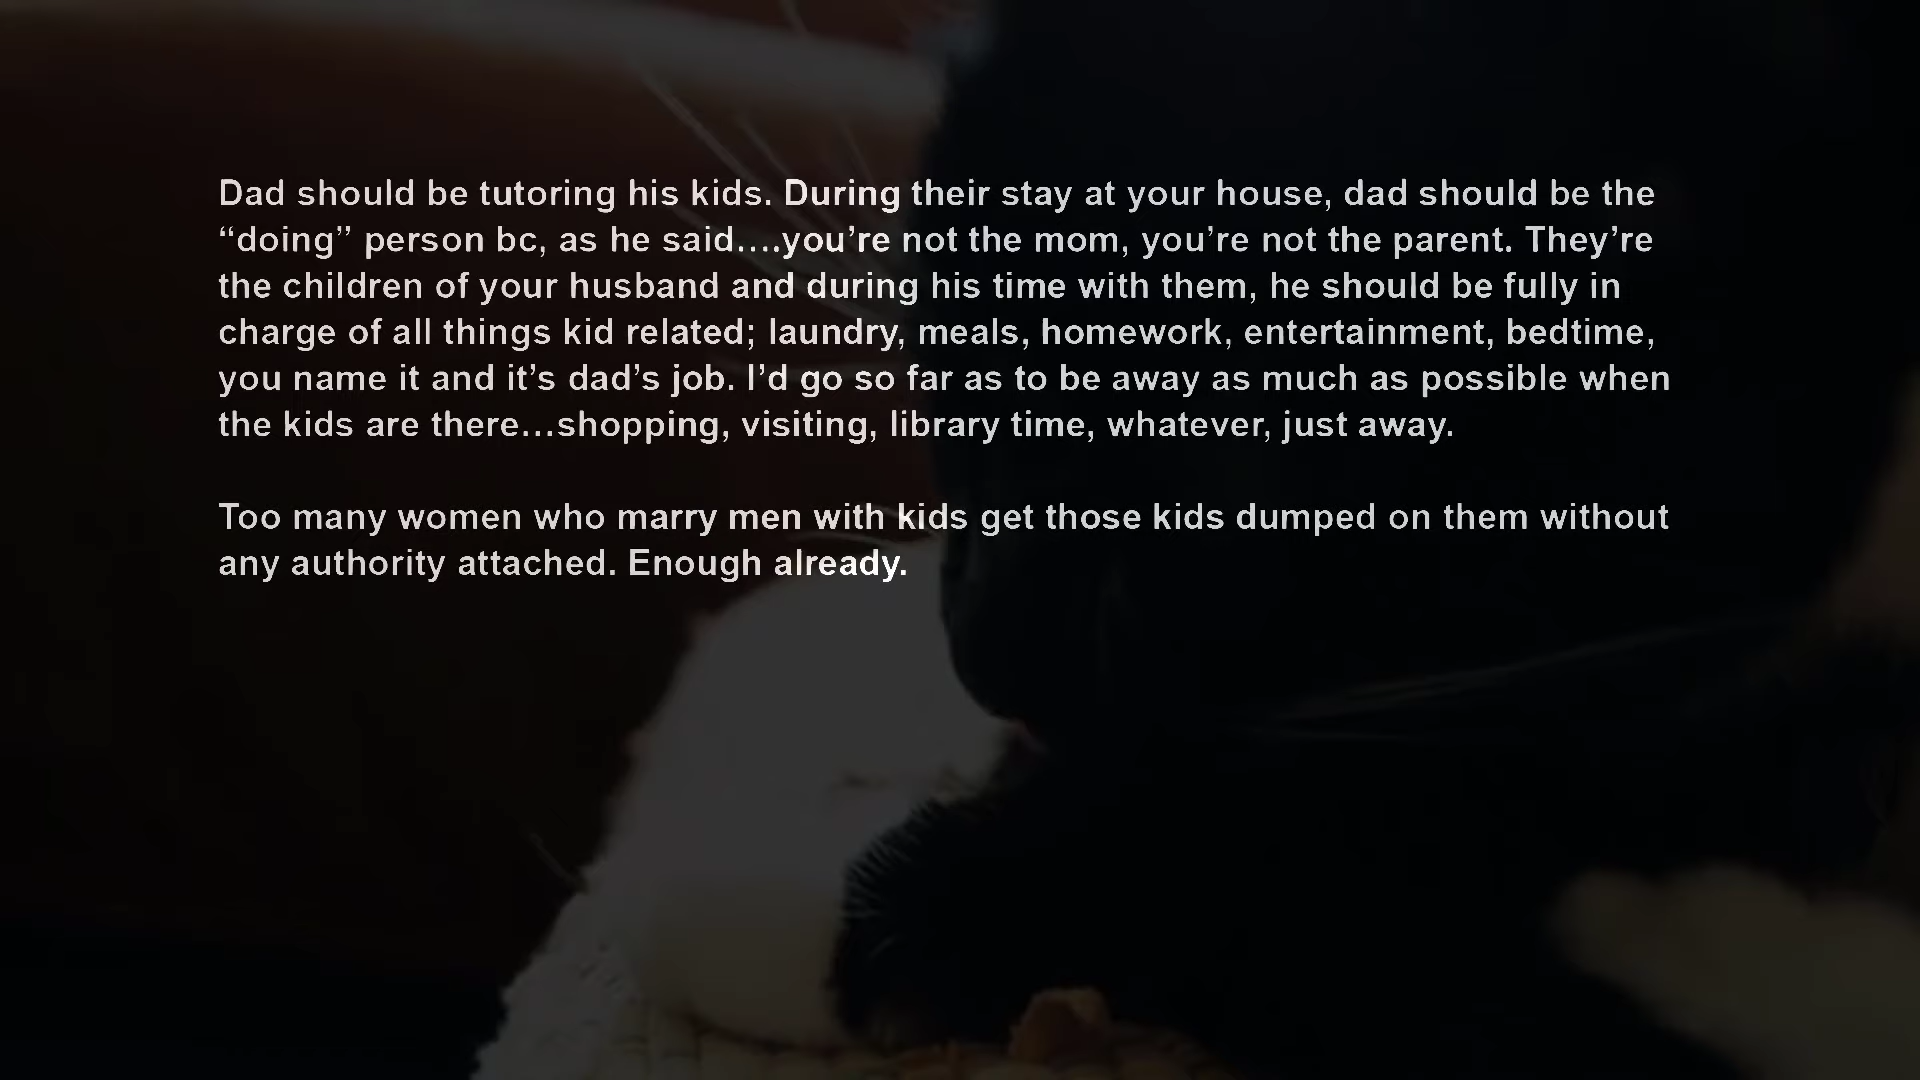 Dad should be tutoring his kids. During their stay at your house, dad should be the
“doing” person bc, as he said….you’re not the mom, you’re not the parent. They’re
the children of your husband and during his time with them, he should be fully in
charge of all things kid related; laundry, meals, homework, entertainment, bedtime,
you name it and it’s dad’s job. I’d go so far as to be away as much as possible when
the kids are there…shopping, visiting, library time, whatever, just away.
Too many women who marry men with kids get those kids dumped on them without
any authority attached. Enough already.